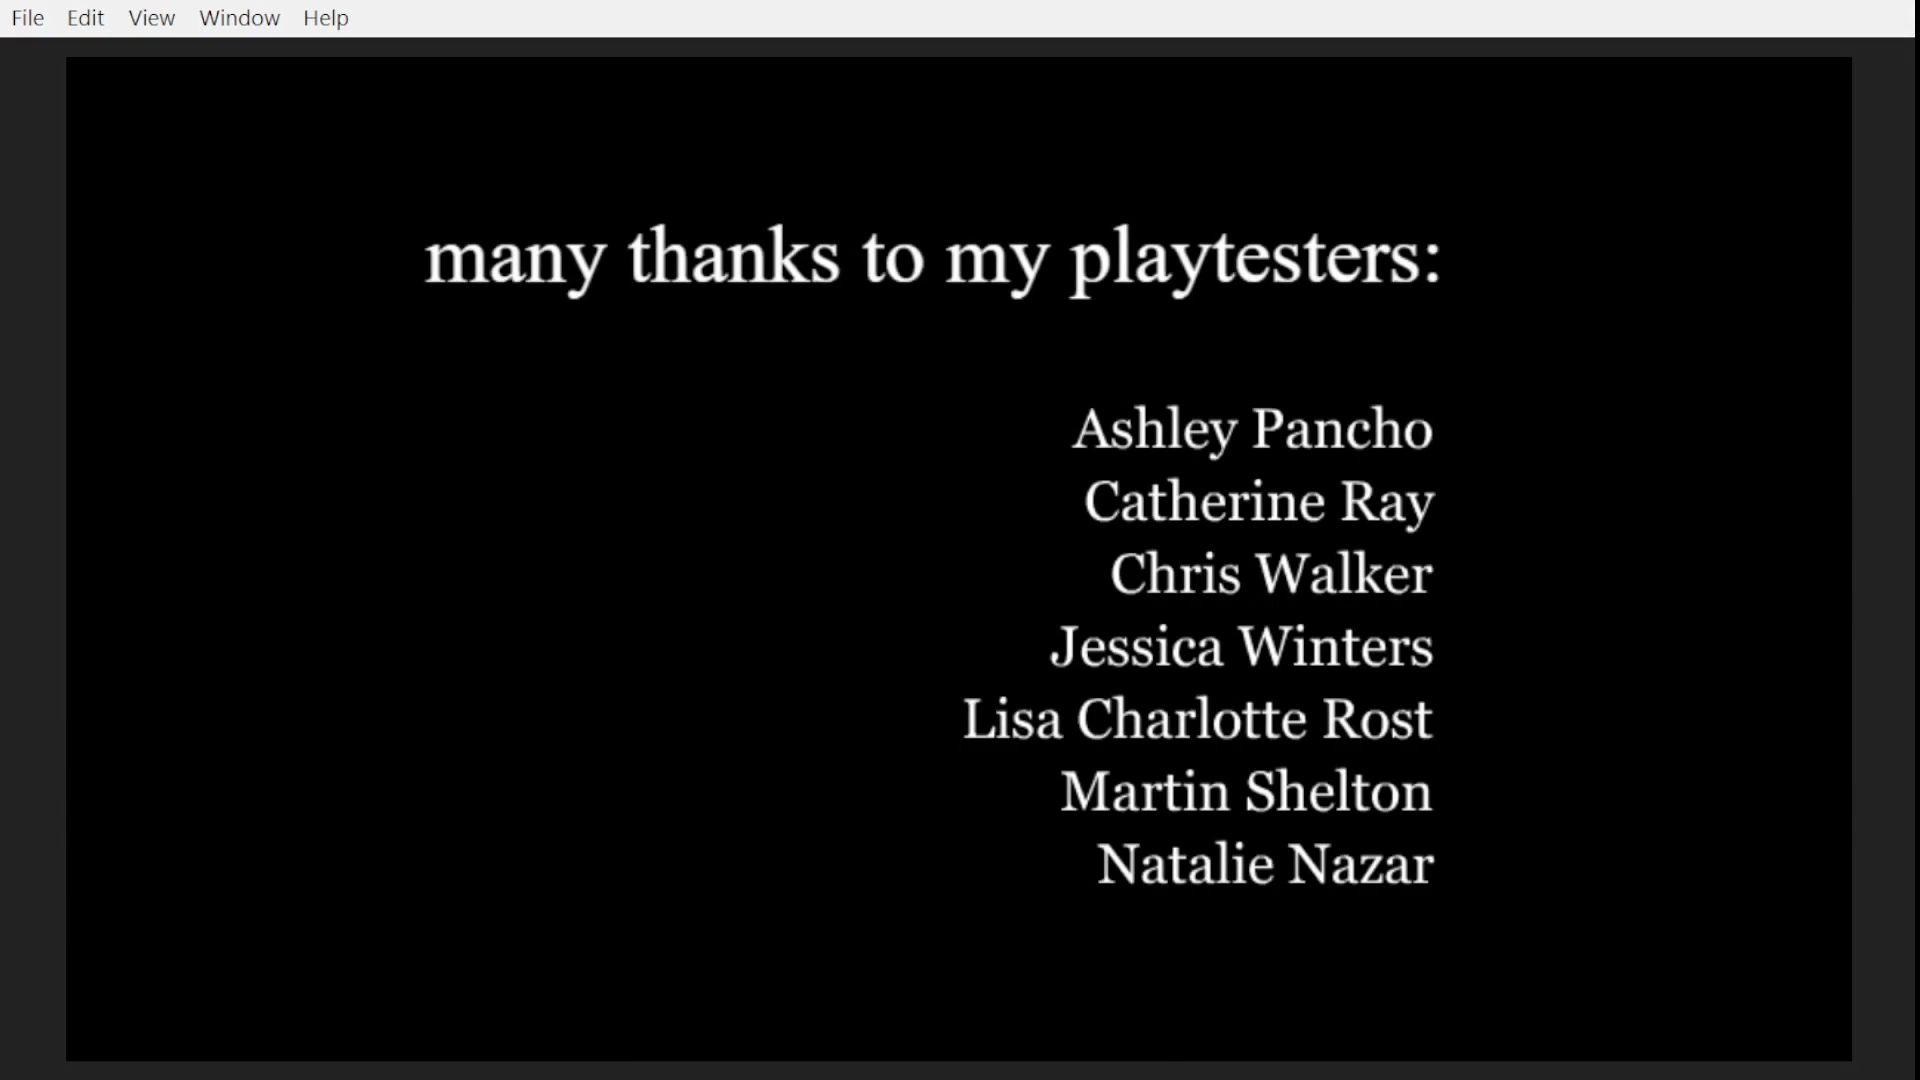 File Edit View Window Help
many thanks to my playtesters:
Ashley Pancho
Catherine Ray
Chris Walker
Jessica Winters
Lisa Charlotte Rost
Martin Shelton
Natalie Nazar